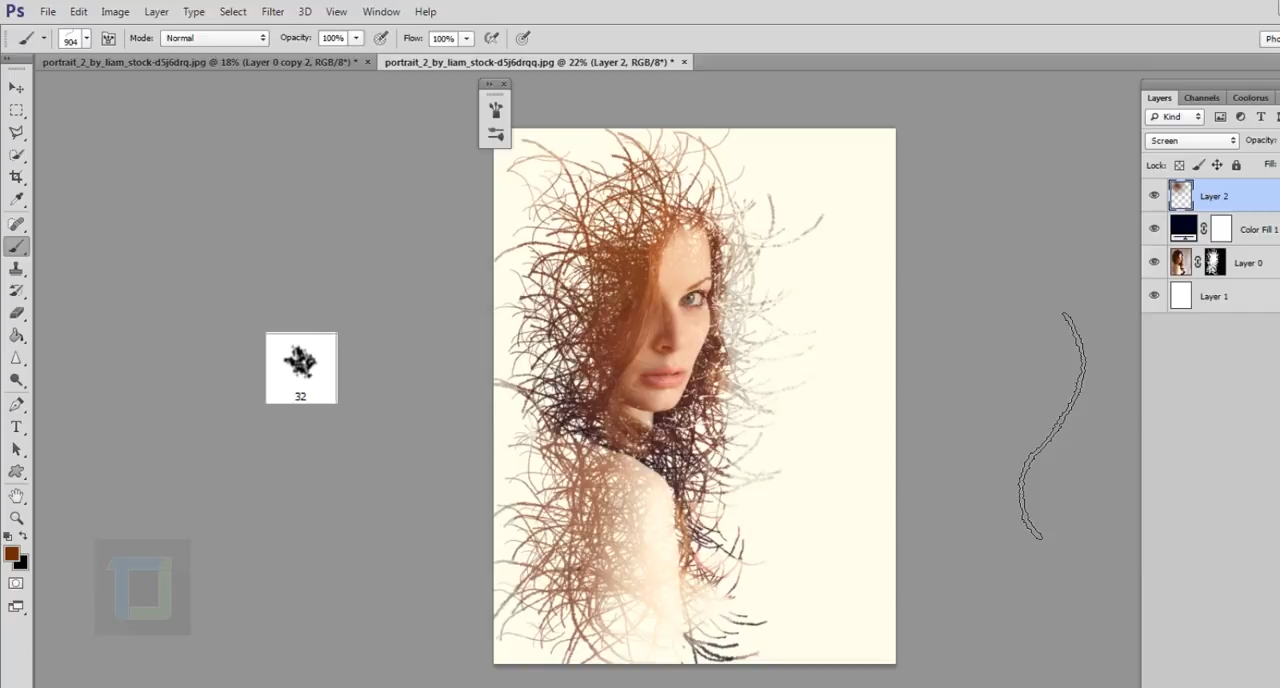 Ps File Edit Image Layer Type Select Filter 3D View Window Help
904 Mode: Normal Opacity: 100% Flow: 100% Pho
portrait_2_by_liam_stock-d5j6drq.jpg @ 18% (Layer 0 copy 2, RGB/8*) * × portrait_2_by_liam_stock-d5j6drqq.jpg @ 22% (Layer 2, RGB/8*) * ×
Layers Channels Coolorus
Kind T
Screen Opacity:
Lock: Fill:
Layer 2
Color Fill 1
Layer 0
Layer 1
32
T